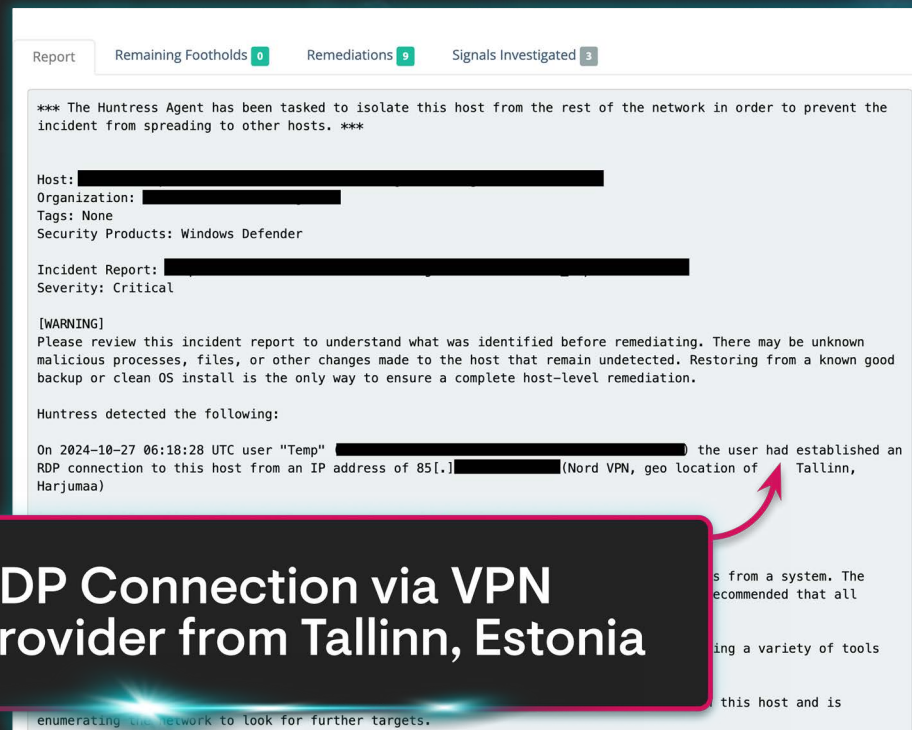 Report
Remaining Footholds 0
Remediations 9
Signals Investigated 3
*** The Huntress Agent has been tasked to isolate this host from the rest of the network in order to prevent the
incident from spreading to other hosts. ***
Host:
Organization:
Tags: None
Security Products: Windows Defender
Incident Report:
Severity: Critical
[WARNING]
Please review this incident report to understand what was identified before remediating. There may be unknown
malicious processes, files, or other changes made to the host that remain undetected. Restoring from a known good
backup or clean OS install is the only way to ensure a complete host-level remediation.
Huntress detected the following:
On 2024-10-27 06:18:28 UTC user "Temp" ( ) the user had established an
RDP connection to this host from an IP address of 85[.] (Nord VPN, geo location of Tallinn,
Harjumaa)
s from a system. The
ecommended that all
ing a variety of tools
this host and is
enumerating the network to look for further targets.
DP Connection via VPN
rovider from Tallinn, Estonia